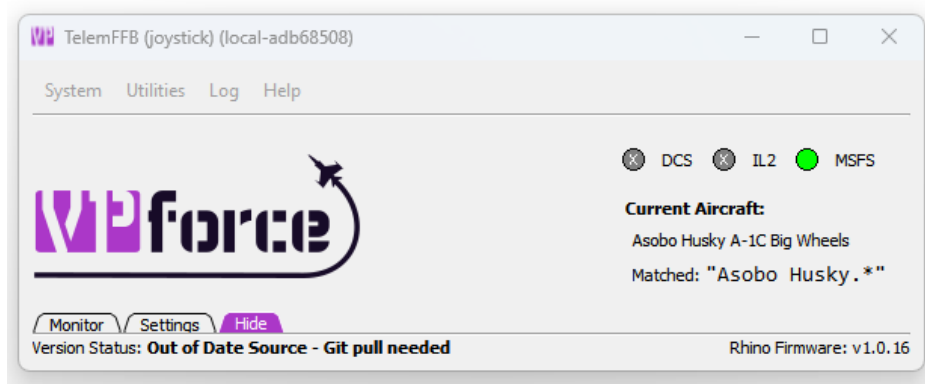 TelemFFB (joystick) (local-adb68508)
System Utilities Log Help
DCS IL2 MSFS
VPforce
Current Aircraft:
Asobo Husky A-1C Big Wheels
Matched: "Asobo Husky.*"
Monitor Settings Hide
Version Status: Out of Date Source - Git pull needed
Rhino Firmware: v1.0.16